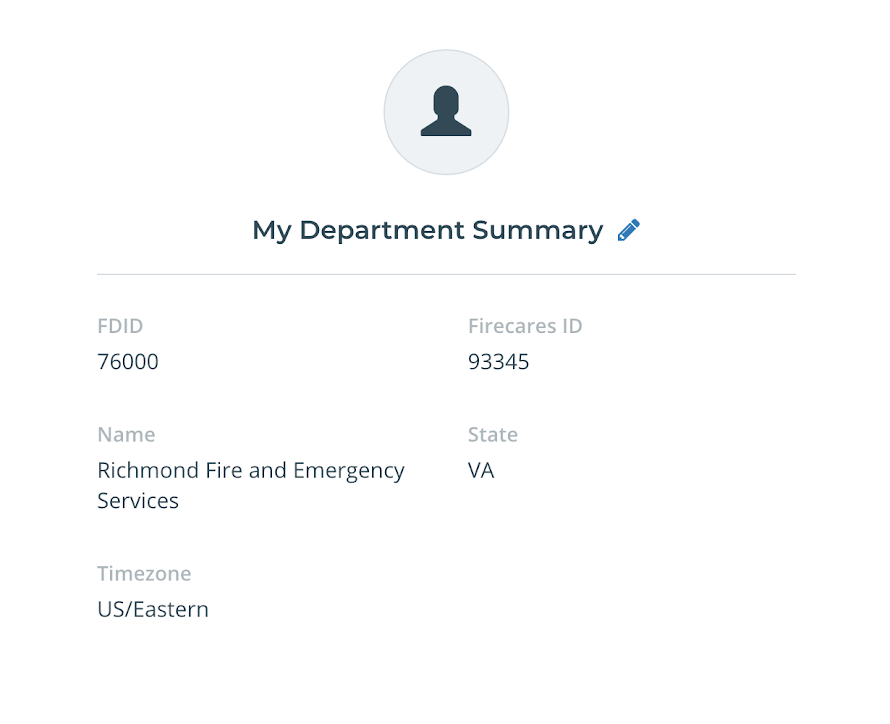 My Department Summary
FDID
76000
Firecares ID
93345
Name
Richmond Fire and Emergency
Services
State
VA
Timezone
US/Eastern